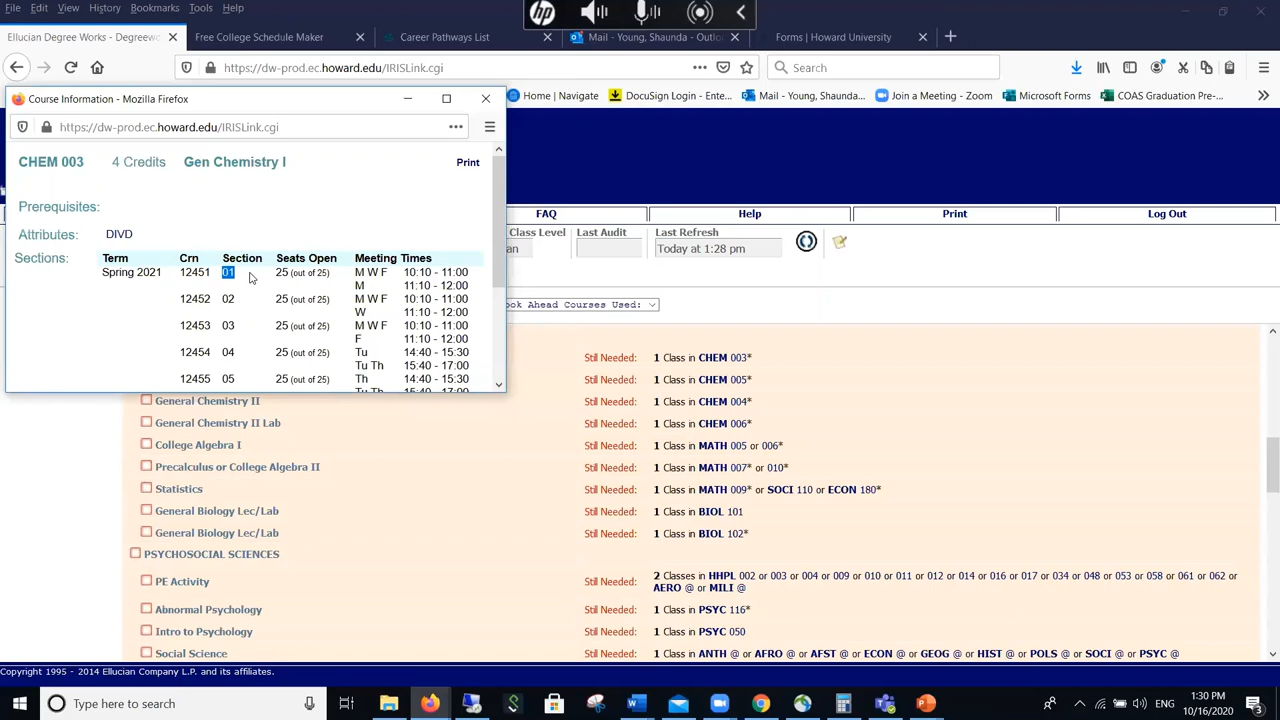 File Edit View History Bookmarks Tools Help
hp
Ellucian Degree Works - Degreew
Free College Schedule Maker
Career Pathways List
Mail - Young, Shaunda - Outlo
Forms | Howard University
https://dw-prod.ec.howard.edu/IRISLink.cgi
Search
Home | Navigate
DocuSign Login - Ente...
Mail - Young, Shaunda...
Join a Meeting - Zoom
Microsoft Forms
COAS Graduation Pre...
Course Information - Mozilla Firefox
https://dw-prod.ec.howard.edu/IRISLink.cgi
CHEM 003 4 Credits Gen Chemistry I Print
Prerequisites:
Attributes: DIVD
Sections: Term Crn Section Seats Open Meeting Times
Spring 2021 12451 01 25 (out of 25) M W F 10:10 - 11:00
M 11:10 - 12:00
12452 02 25 (out of 25) M W F 10:10 - 11:00
W 11:10 - 12:00
12453 03 25 (out of 25) M W F 10:10 - 11:00
F 11:10 - 12:00
12454 04 25 (out of 25) Tu 14:40 - 15:30
Tu Th 15:40 - 17:00
12455 05 25 (out of 25) Th 14:40 - 15:30
Tu Th 15:40 - 17:00
FAQ Help Print Log Out
Class Level Last Audit Last Refresh
an Today at 1:28 pm
ook Ahead Courses Used:
Still Needed: 1 Class in CHEM 003*
Still Needed: 1 Class in CHEM 005*
General Chemistry II Still Needed: 1 Class in CHEM 004*
General Chemistry II Lab Still Needed: 1 Class in CHEM 006*
College Algebra I Still Needed: 1 Class in MATH 005 or 006*
Precalculus or College Algebra II Still Needed: 1 Class in MATH 007* or 010*
Statistics Still Needed: 1 Class in MATH 009* or SOCI 110 or ECON 180*
General Biology Lec/Lab Still Needed: 1 Class in BIOL 101
General Biology Lec/Lab Still Needed: 1 Class in BIOL 102*
PSYCHOSOCIAL SCIENCES
PE Activity Still Needed: 2 Classes in HHPL 002 or 003 or 004 or 009 or 010 or 011 or 012 or 014 or 016 or 017 or 034 or 048 or 053 or 058 or 061 or 062 or
AERO @ or MILI @
Abnormal Psychology Still Needed: 1 Class in PSYC 116*
Intro to Psychology Still Needed: 1 Class in PSYC 050
Social Science Still Needed: 1 Class in ANTH @ or AFRO @ or AFST @ or ECON @ or GEOG @ or HIST @ or POLS @ or SOCI @ or PSYC @
Copyright 1995 - 2014 Ellucian Company L.P. and its affiliates.
Type here to search
ENG
1:30 PM
10/16/2020
3